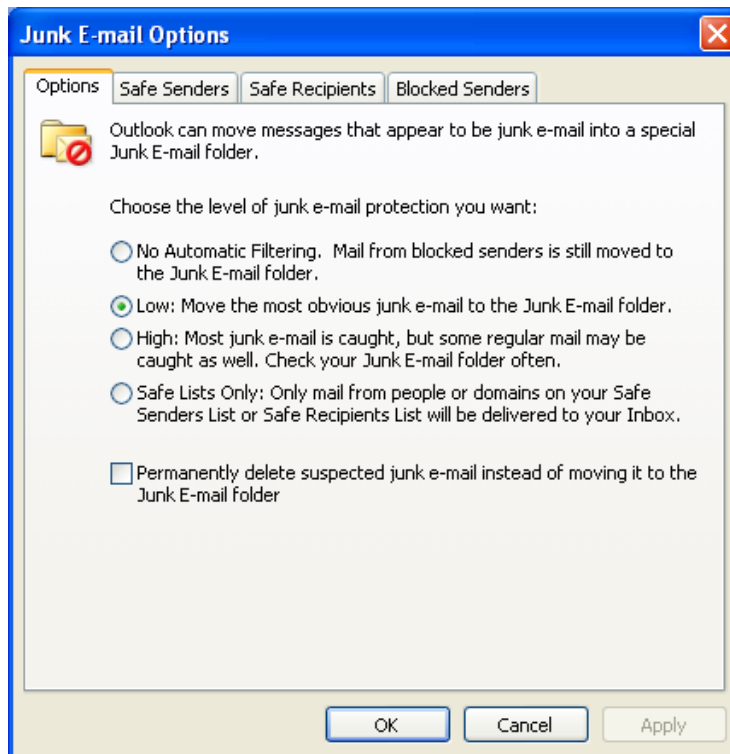 Junk E-mail Options
Options
Safe Senders
Safe Recipients
Blocked Senders
Outlook can move messages that appear to be junk e-mail into a special
Junk E-mail folder.
Choose the level of junk e-mail protection you want:
No Automatic Filtering.  Mail from blocked senders is still moved to
the Junk E-mail folder.
Low: Move the most obvious junk e-mail to the Junk E-mail folder.
High: Most junk e-mail is caught, but some regular mail may be
caught as well. Check your Junk E-mail folder often.
Safe Lists Only: Only mail from people or domains on your Safe
Senders List or Safe Recipients List will be delivered to your Inbox.
Permanently delete suspected junk e-mail instead of moving it to the
Junk E-mail folder
OK
Cancel
Apply